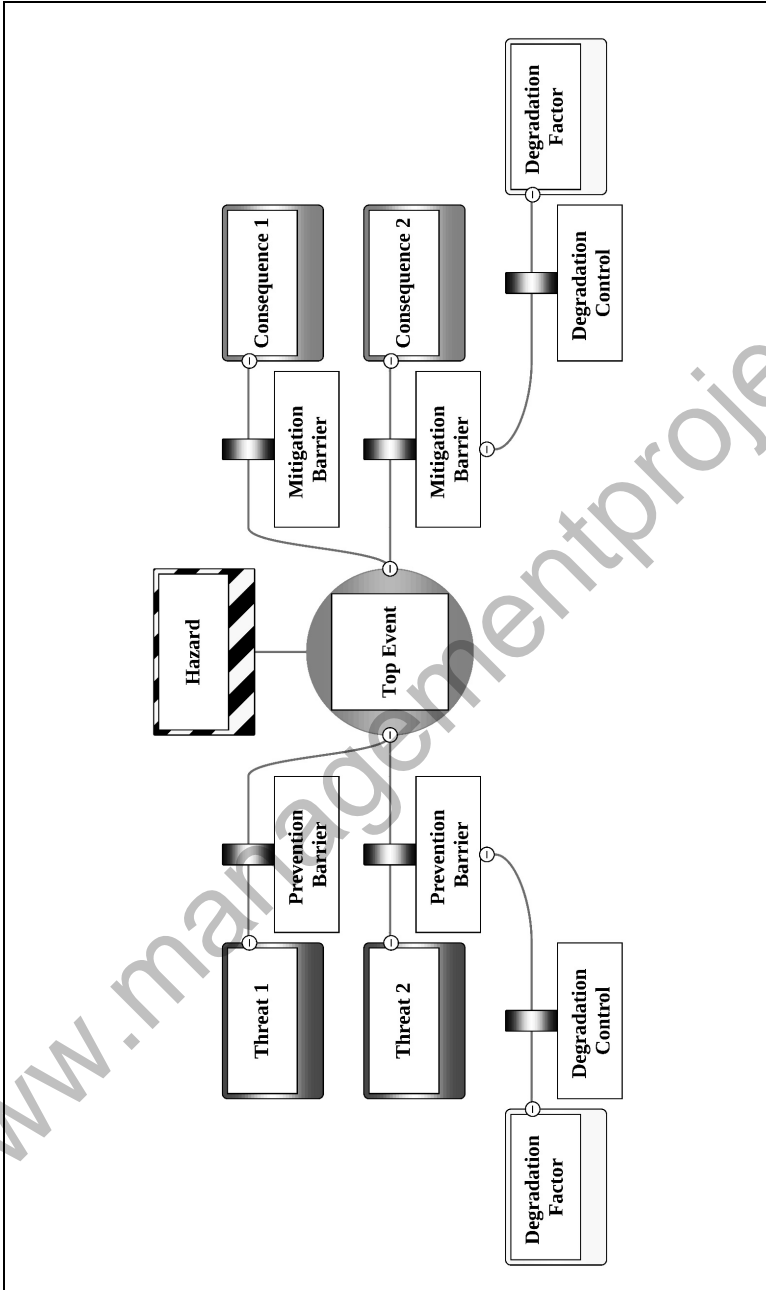 Hazard
Threat 1
Prevention
Barrier
Mitigation
Barrier
Consequence 1
Top Event
Threat 2
Prevention
Barrier
Mitigation
Barrier
Consequence 2
Degradation
Factor
Degradation
Control
Degradation
Control
Degradation
Factor
ww.managementproje